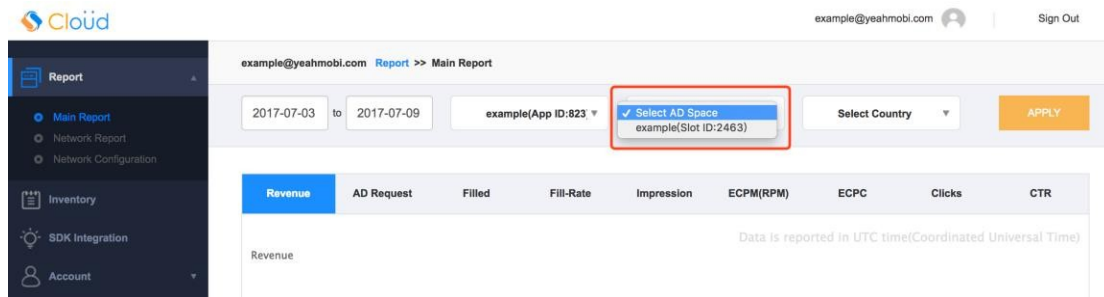 Cloüd
example@yeahmobi.com
Sign Out
Report
Main Report
Network Report
Network Configuration
Inventory
SDK Integration
Account
example@yeahmobi.com Report >> Main Report
2017-07-03 to 2017-07-09 example(App ID:823)
✓ Select AD Space
example(Slot ID:2463)
Select Country
APPLY
Revenue AD Request Filled Fill-Rate Impression ECPM(RPM) ECPC Clicks CTR
Data is reported in UTC time(Coordinated Universal Time)
Revenue